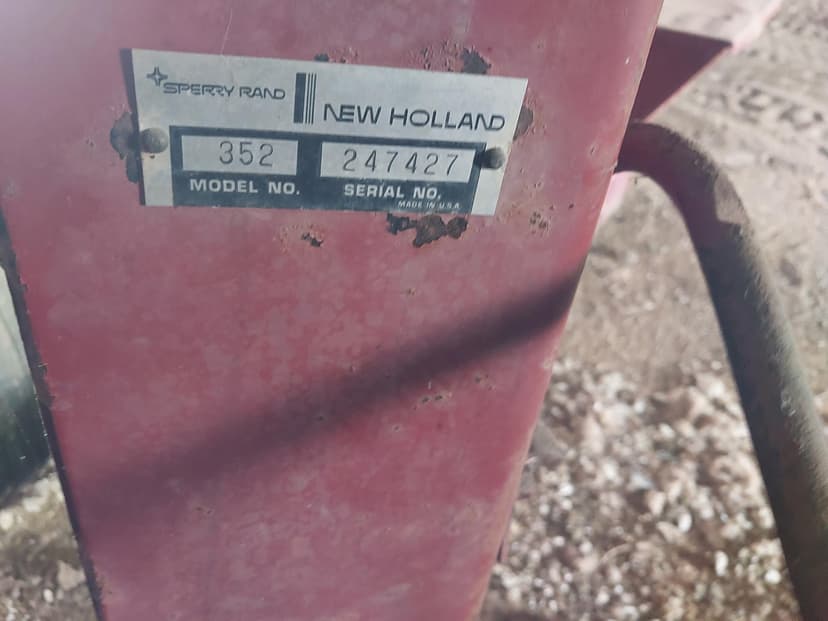 SPERRY RAND NEW HOLLAND
352 247427
MODEL NO. SERIAL NO.
MADE IN U.S.A.